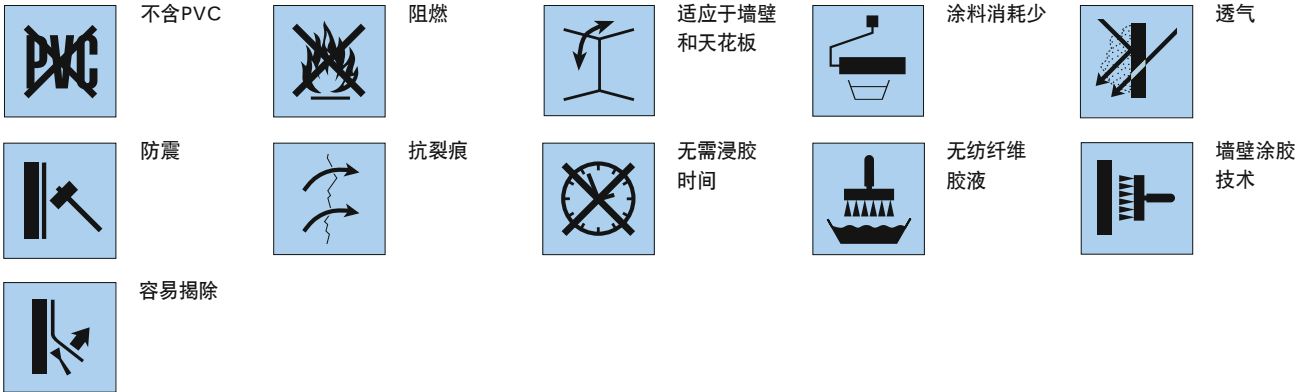 PVC
不含PVC
阻燃
适应于墙壁
和天花板
涂料消耗少
透气
防震
抗裂痕
无需浸胶
时间
无纺纤维
胶液
墙壁涂胶
技术
容易揭除